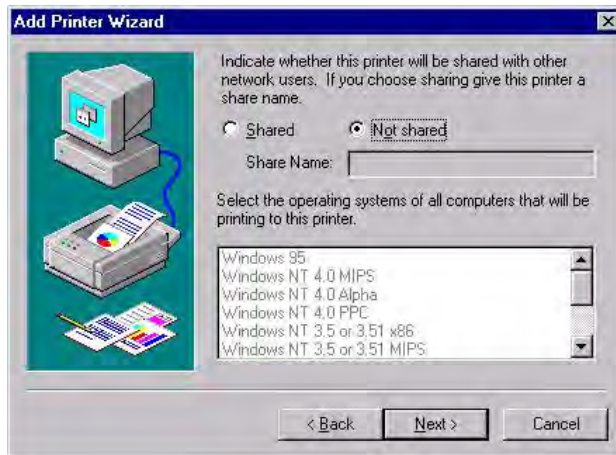 Add Printer Wizard
Indicate whether this printer will be shared with other
network users. If you choose sharing give this printer a
share name.
Shared
Not shared
Share Name:
Select the operating systems of all computers that will be
printing to this printer.
Windows 95
Windows NT 4.0 MIPS
Windows NT 4.0 Alpha
Windows NT 4.0 PPC
Windows NT 3.5 or 3.51 x86
Windows NT 3.5 or 3.51 MIPS
< Back
Next >
Cancel